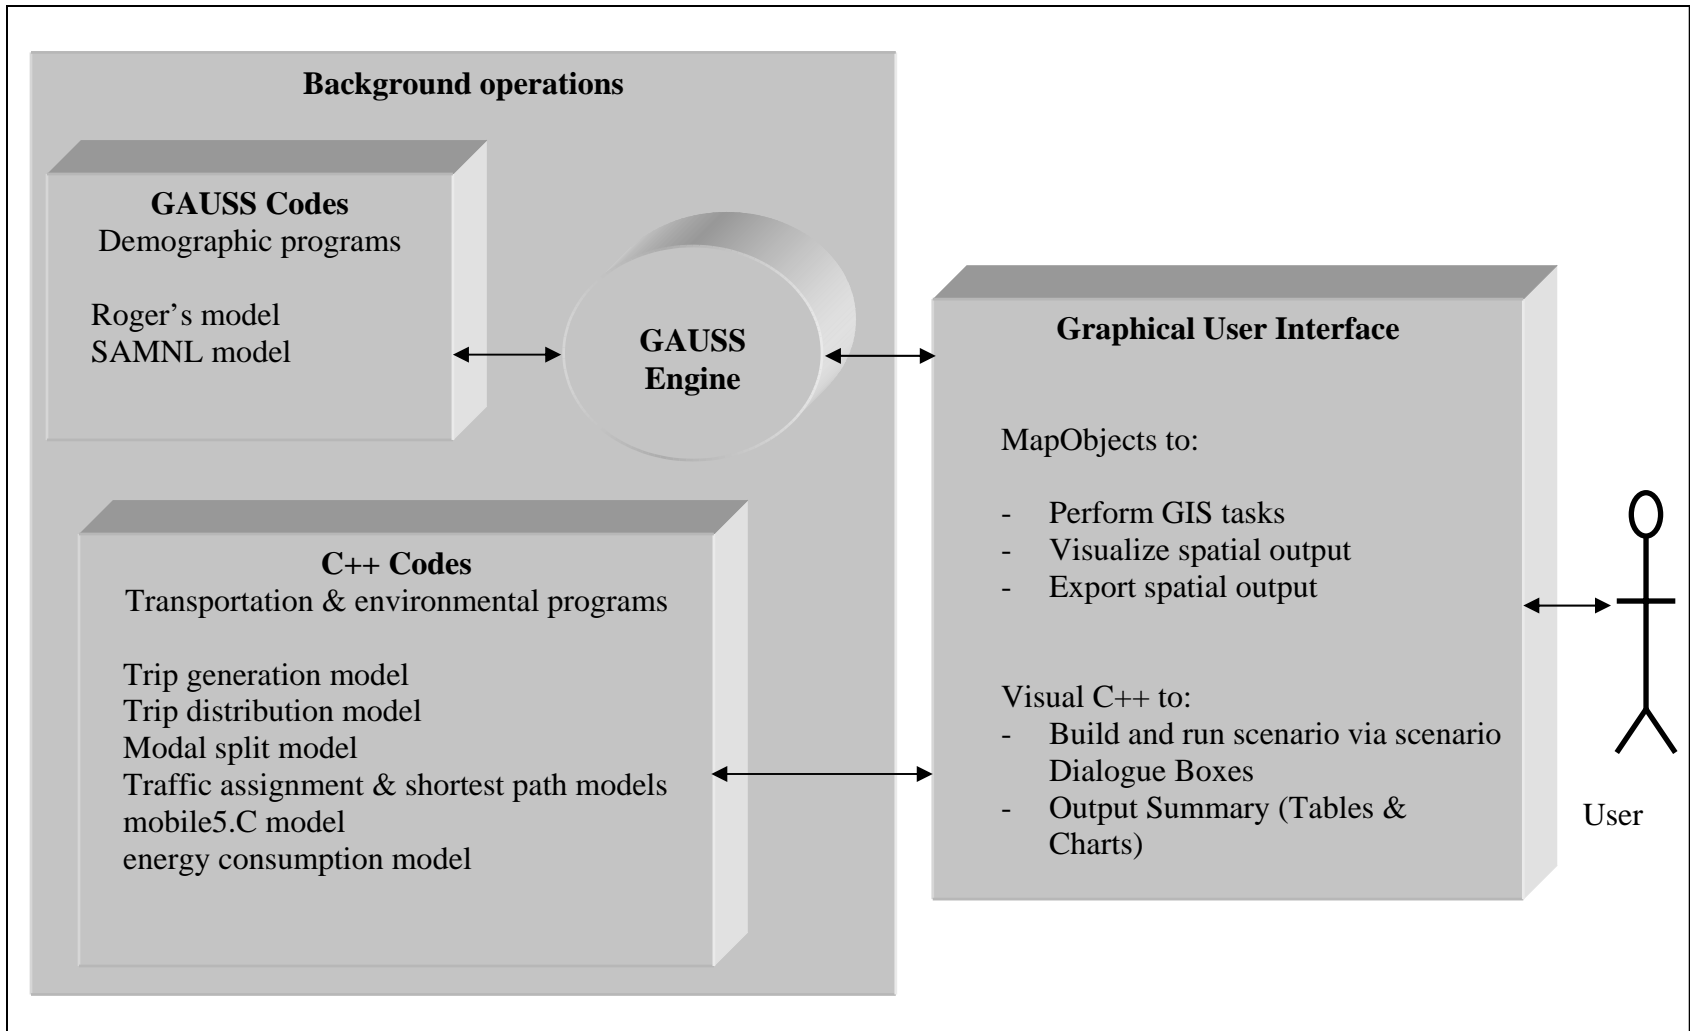 Background operations
GAUSS Codes
Demographic programs
Roger’s model
SAMNL model
GAUSS
Engine
C++ Codes
Transportation & environmental programs
Trip generation model
Trip distribution model
Modal split model
Traffic assignment & shortest path models
mobile5.C model
energy consumption model
Graphical User Interface
MapObjects to:
- Perform GIS tasks
- Visualize spatial output
- Export spatial output
Visual C++ to:
- Build and run scenario via scenario
Dialogue Boxes
- Output Summary (Tables &
Charts)
User